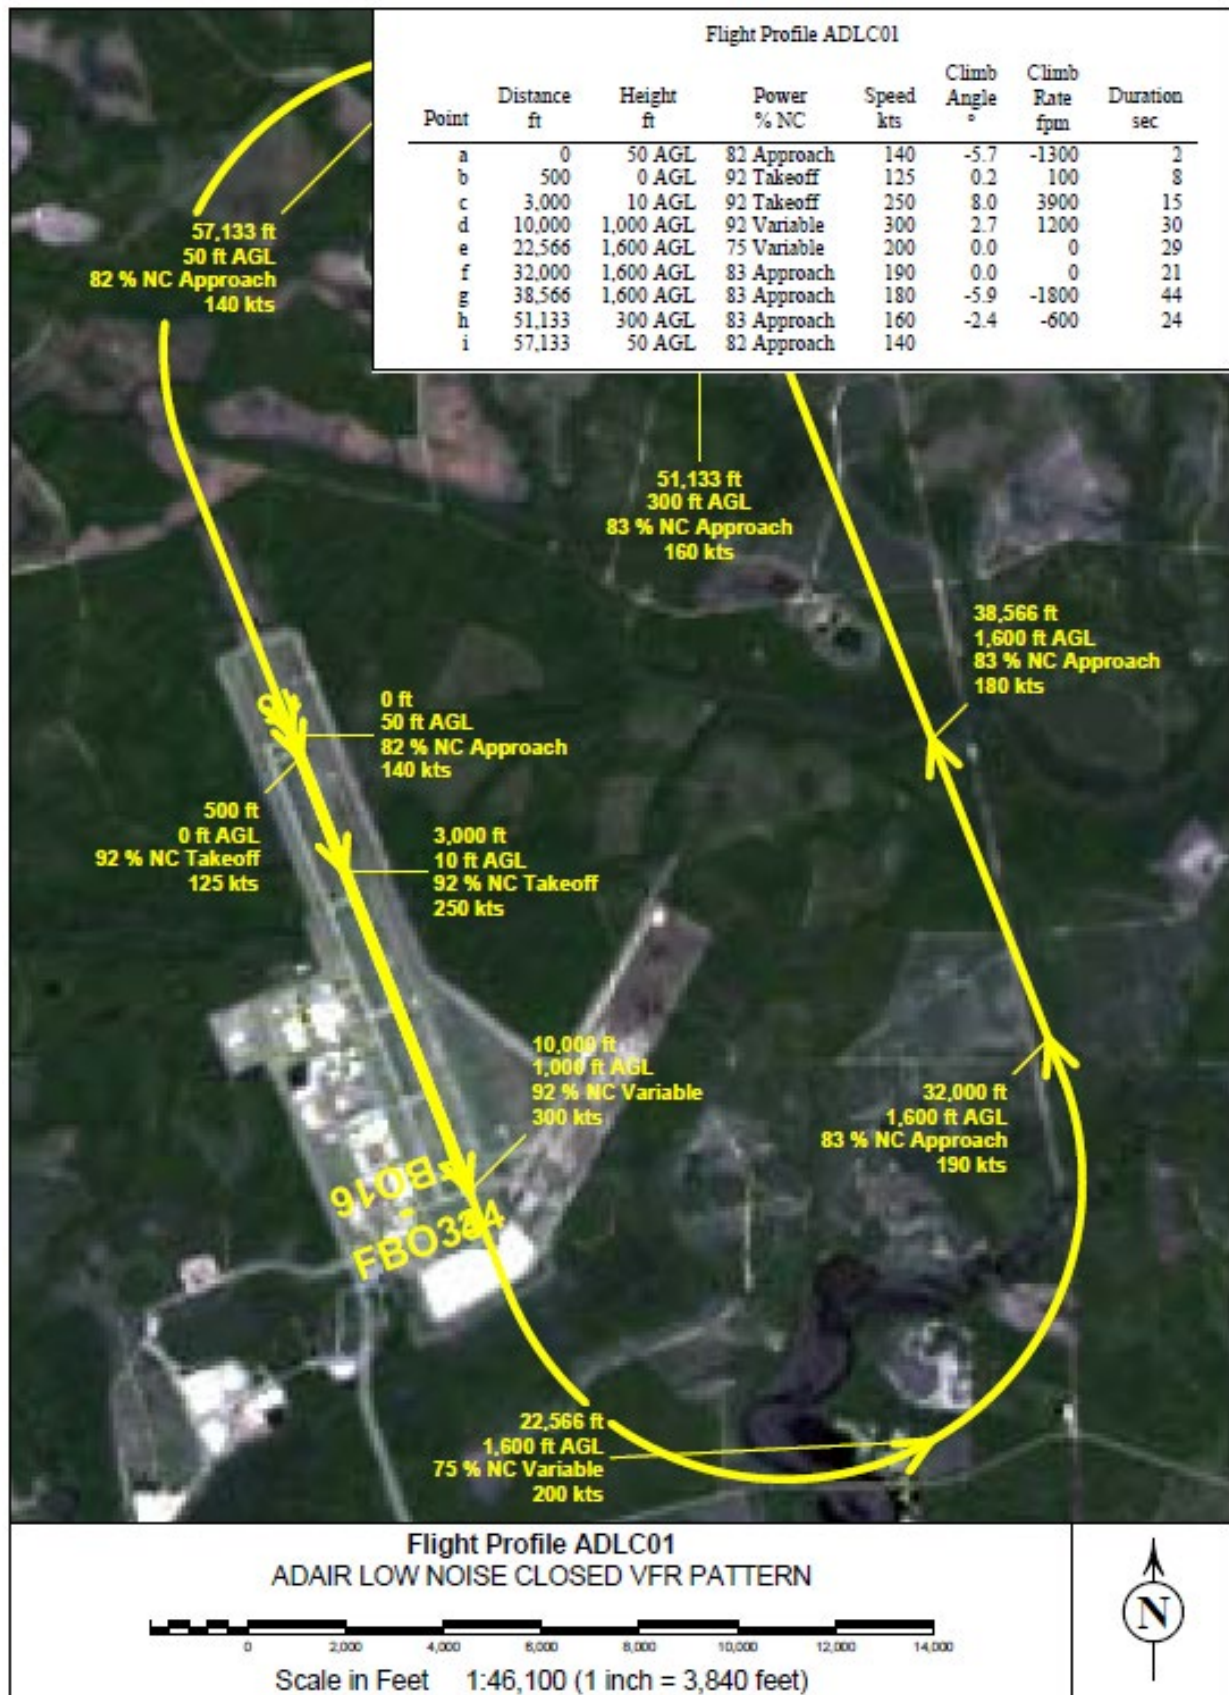 Flight Profile ADLC01
Point Distance ft Height ft Power % NC Speed kts Climb Angle ° Climb Rate fpm Duration sec
a 0 50 AGL 82 Approach 140 -5.7 -1300 2
b 500 0 AGL 92 Takeoff 125 0.2 100 8
c 3,000 10 AGL 92 Takeoff 250 8.0 3900 15
d 10,000 1,000 AGL 92 Variable 300 2.7 1200 30
e 22,566 1,600 AGL 75 Variable 200 0.0 0 29
f 32,000 1,600 AGL 83 Approach 190 0.0 0 21
g 38,566 1,600 AGL 83 Approach 180 -5.9 -1800 44
h 51,133 300 AGL 83 Approach 160 -2.4 -600 24
i 57,133 50 AGL 82 Approach 140
57,133 ft
50 ft AGL
82 % NC Approach
140 kts
51,133 ft
300 ft AGL
83 % NC Approach
160 kts
38,566 ft
1,600 ft AGL
83 % NC Approach
180 kts
0 ft
50 ft AGL
82 % NC Approach
140 kts
500 ft
0 ft AGL
92 % NC Takeoff
125 kts
3,000 ft
10 ft AGL
92 % NC Takeoff
250 kts
10,000 ft
1,000 ft AGL
92 % NC Variable
300 kts
32,000 ft
1,600 ft AGL
83 % NC Approach
190 kts
FBO16
FBO334
22,566 ft
1,600 ft AGL
75 % NC Variable
200 kts
Flight Profile ADLC01
ADAIR LOW NOISE CLOSED VFR PATTERN
0 2,000 4,000 6,000 8,000 10,000 12,000 14,000
Scale in Feet 1:46,100 (1 inch = 3,840 feet)
N